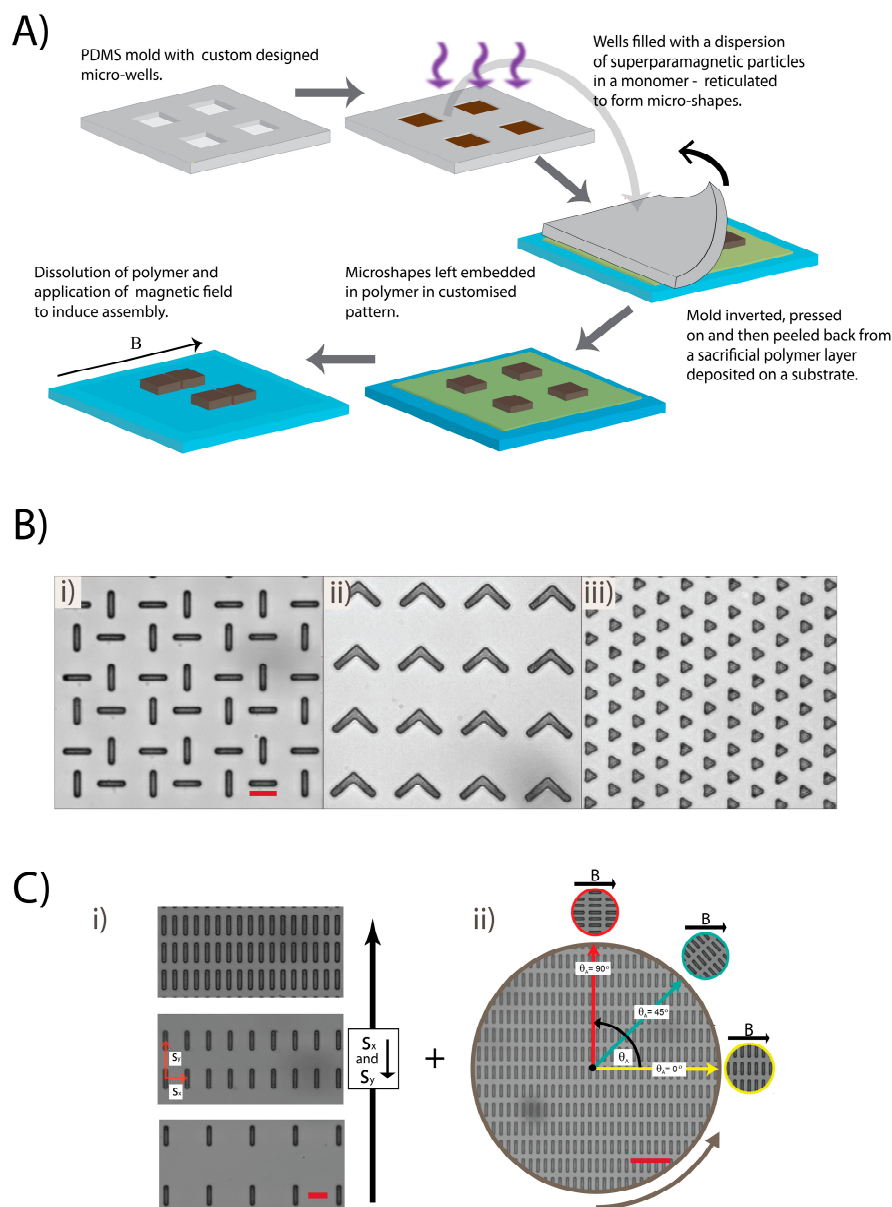 A)
PDMS mold with custom designed
micro-wells.
Wells filled with a dispersion
of superparamagnetic particles
in a monomer - reticulated
to form micro-shapes.
Dissolution of polymer and
application of magnetic field
to induce assembly.
B
Microshapes left embedded
in polymer in customised
pattern.
Mold inverted, pressed
on and then peeled back from
a sacrificial polymer layer
deposited on a substrate.
B)
i)
ii)
iii)
C)
i)
Sy
Sx
Sx
and
Sy
+
ii)
B
B
B
θA= 90°
θA= 45°
θA
θA= 0°